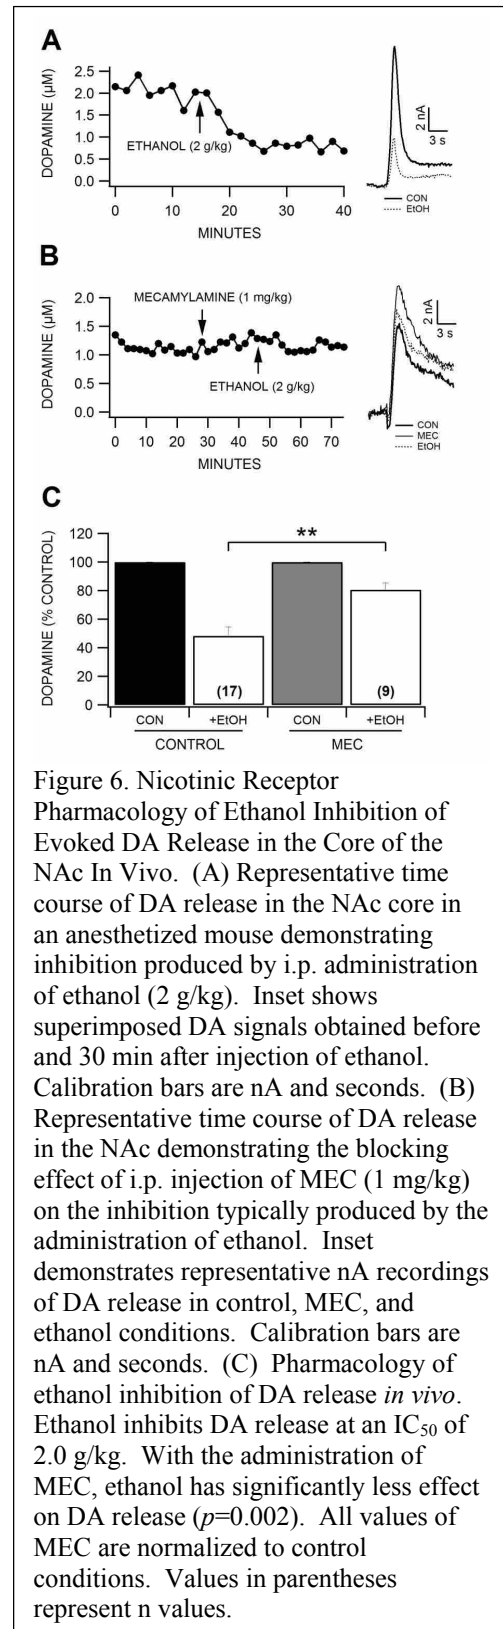 A
DOPAMINE (µM)
2.5
2.0
1.5
1.0
0.5
0.0
ETHANOL (2 g/kg)
0 10 20 30 40
MINUTES
2 nA
3 s
CON
EtOH
B
DOPAMINE (µM)
2.0
1.5
1.0
0.5
0.0
MECAMYLAMINE (1 mg/kg)
ETHANOL (2 g/kg)
0 10 20 30 40 50 60 70
MINUTES
2 nA
3 s
CON
MEC
EtOH
C
DOPAMINE (% CONTROL)
120
100
80
60
40
20
0
**
(17) (9)
CON +EtOH CON +EtOH
CONTROL MEC
Figure 6. Nicotinic Receptor
Pharmacology of Ethanol Inhibition of
Evoked DA Release in the Core of the
NAc In Vivo. (A) Representative time
course of DA release in the NAc core in
an anesthetized mouse demonstrating
inhibition produced by i.p. administration
of ethanol (2 g/kg). Inset shows
superimposed DA signals obtained before
and 30 min after injection of ethanol.
Calibration bars are nA and seconds. (B)
Representative time course of DA release
in the NAc demonstrating the blocking
effect of i.p. injection of MEC (1 mg/kg)
on the inhibition typically produced by the
administration of ethanol. Inset
demonstrates representative nA recordings
of DA release in control, MEC, and
ethanol conditions. Calibration bars are
nA and seconds. (C) Pharmacology of
ethanol inhibition of DA release in vivo.
Ethanol inhibits DA release at an IC50 of
2.0 g/kg. With the administration of
MEC, ethanol has significantly less effect
on DA release (p=0.002). All values of
MEC are normalized to control
conditions. Values in parentheses
represent n values.